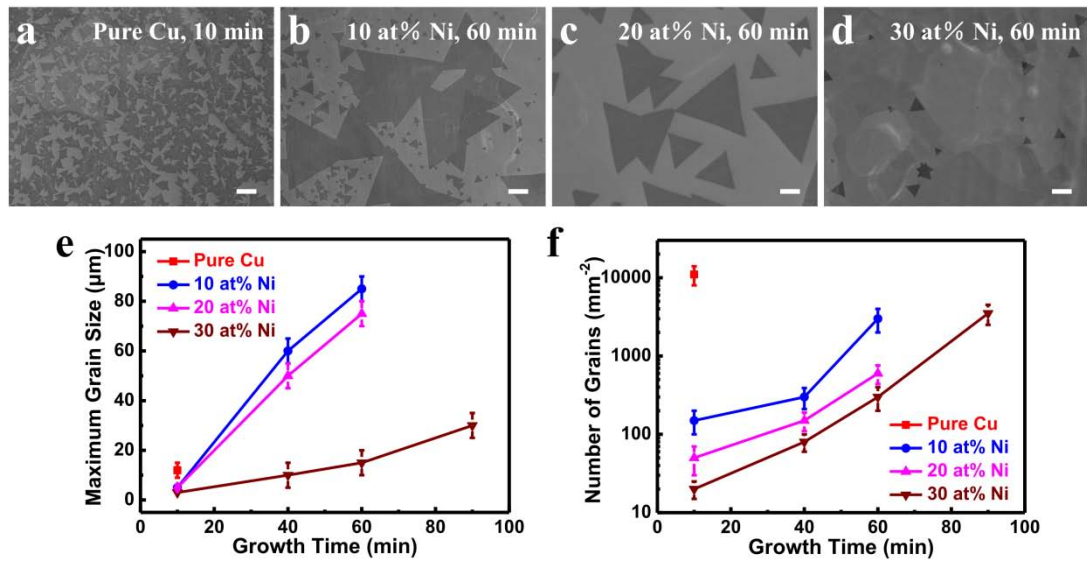 a Pure Cu, 10 min
b 10 at% Ni, 60 min
c 20 at% Ni, 60 min
d 30 at% Ni, 60 min
e
100
80
60
40
20
0
Maximum Grain Size (μm)
Pure Cu
10 at% Ni
20 at% Ni
30 at% Ni
0 20 40 60 80 100
Growth Time (min)
f
10000
1000
100
10
Number of Grains (mm⁻²)
Pure Cu
10 at% Ni
20 at% Ni
30 at% Ni
0 20 40 60 80 100
Growth Time (min)